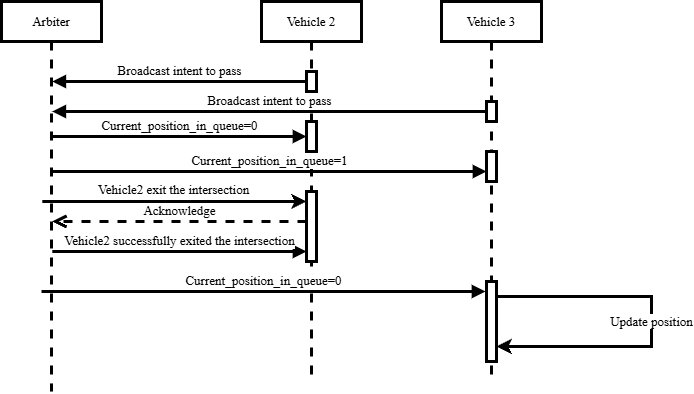 Arbiter
Vehicle 2
Vehicle 3
Broadcast intent to pass
Broadcast intent to pass
Current_position_in_queue=0
Current_position_in_queue=1
Vehicle2 exit the intersection
Acknowledge
Vehicle2 successfully exited the intersection
Current_position_in_queue=0
Update position